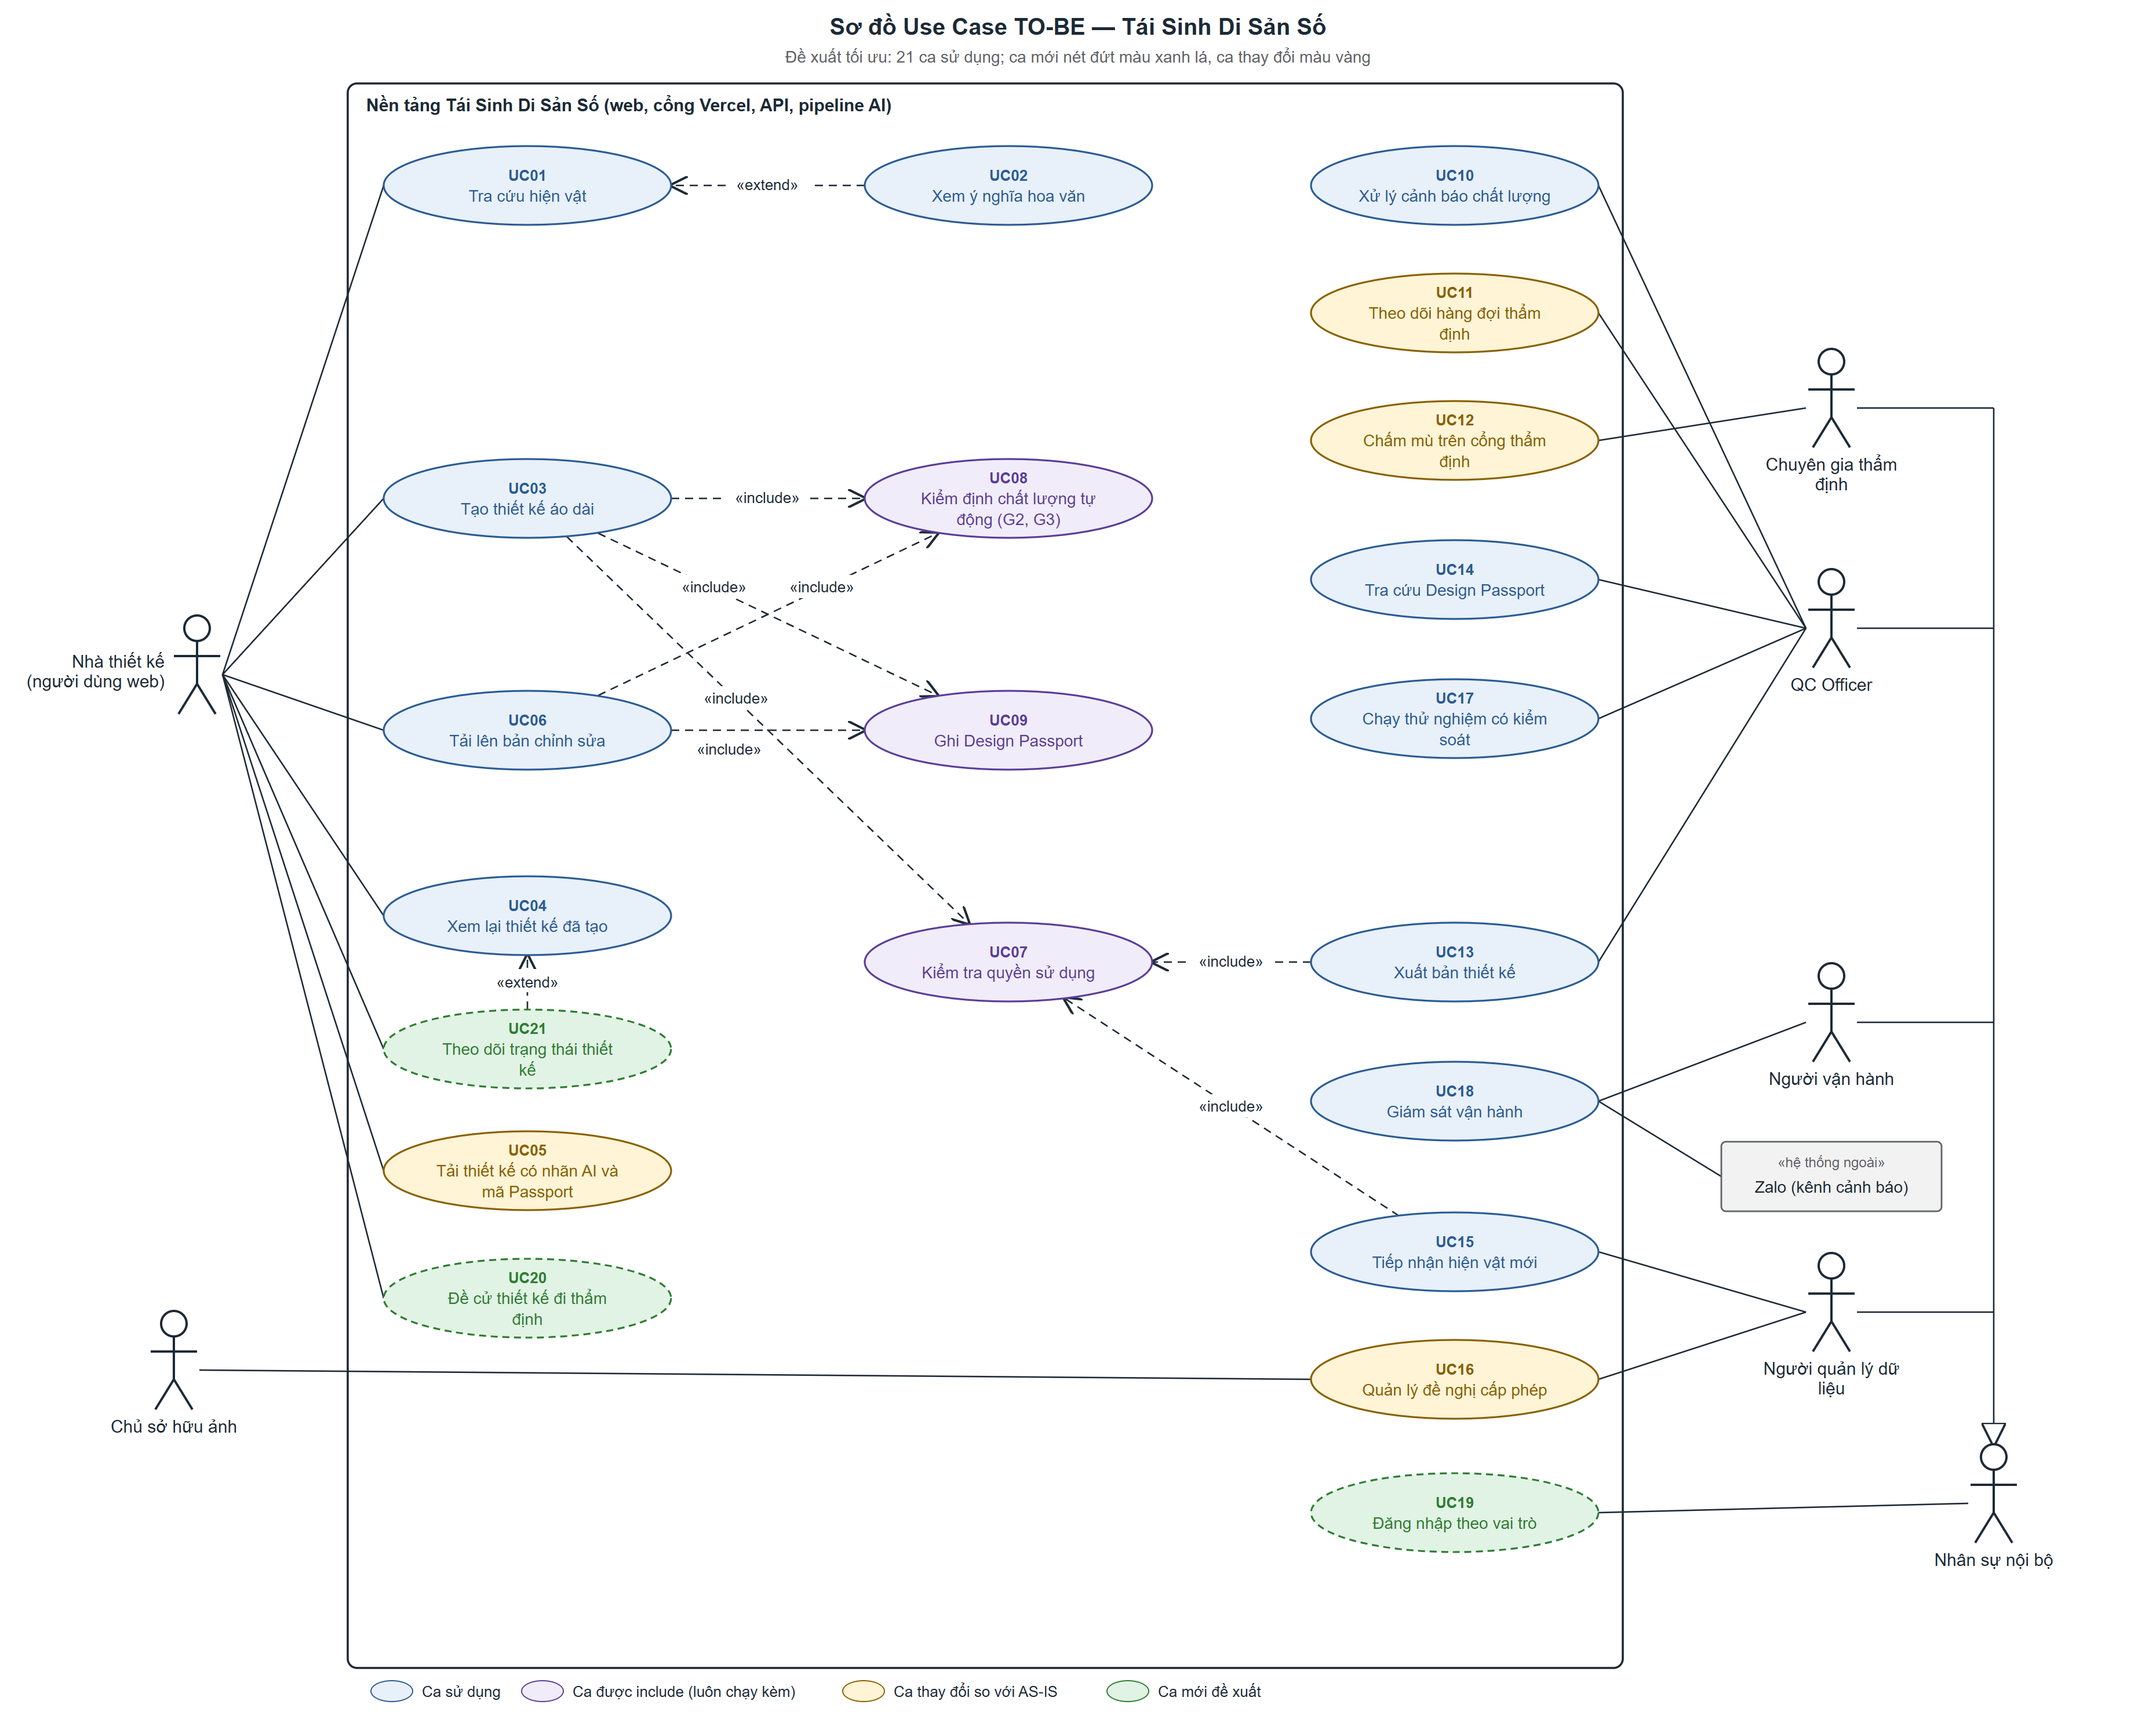 Sơ đồ Use Case TO-BE — Tái Sinh Di Sản Số
Đề xuất tối ưu: 21 ca sử dụng; ca mới nét đứt màu xanh lá, ca thay đổi màu vàng
Nền tảng Tái Sinh Di Sản Số (web, cổng Vercel, API, pipeline AI)
UC01
Tra cứu hiện vật
«extend»
UC02
Xem ý nghĩa hoa văn
UC10
Xử lý cảnh báo chất lượng
UC11
Theo dõi hàng đợi thẩm
định
UC12
Chấm mù trên cổng thẩm
định
Chuyên gia thẩm
định
UC03
Tạo thiết kế áo dài
«include»
UC08
Kiểm định chất lượng tự
động (G2, G3)
UC14
Tra cứu Design Passport
«include»
«include»
Nhà thiết kế
(người dùng web)
QC Officer
«include»
UC06
Tải lên bản chỉnh sửa
«include»
UC09
Ghi Design Passport
UC17
Chạy thử nghiệm có kiểm
soát
UC04
Xem lại thiết kế đã tạo
«extend»
UC07
Kiểm tra quyền sử dụng
«include»
UC13
Xuất bản thiết kế
UC21
Theo dõi trạng thái thiết
kế
Người vận hành
«include»
UC18
Giám sát vận hành
«hệ thống ngoài»
Zalo (kênh cảnh báo)
UC05
Tải thiết kế có nhãn AI và
mã Passport
UC15
Tiếp nhận hiện vật mới
UC20
Đề cử thiết kế đi thẩm
định
Người quản lý dữ
liệu
UC16
Quản lý đề nghị cấp phép
Chủ sở hữu ảnh
UC19
Đăng nhập theo vai trò
Nhân sự nội bộ
Ca sử dụng
Ca được include (luôn chạy kèm)
Ca thay đổi so với AS-IS
Ca mới đề xuất